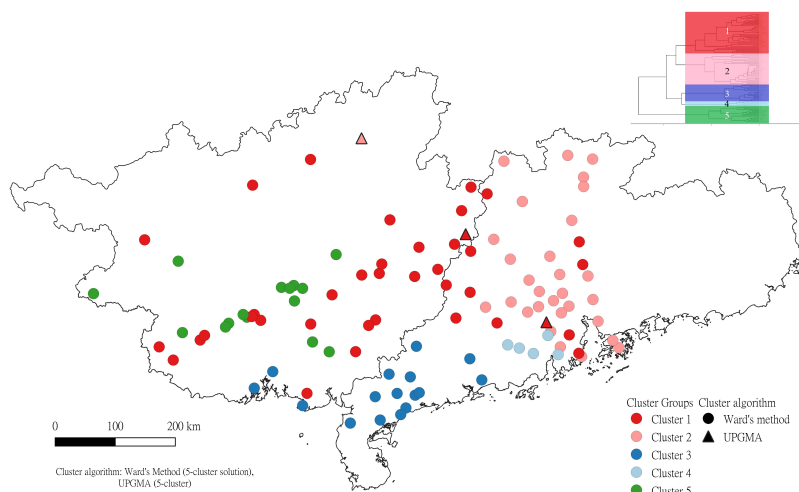 1
2
3
4
5
0 100 200 km
Cluster algorithm: Ward's Method (5-cluster solution),
UPGMA (5-cluster)
Cluster Groups Cluster algorithm
Cluster 1 Ward's method
Cluster 2 UPGMA
Cluster 3
Cluster 4
Cluster 5